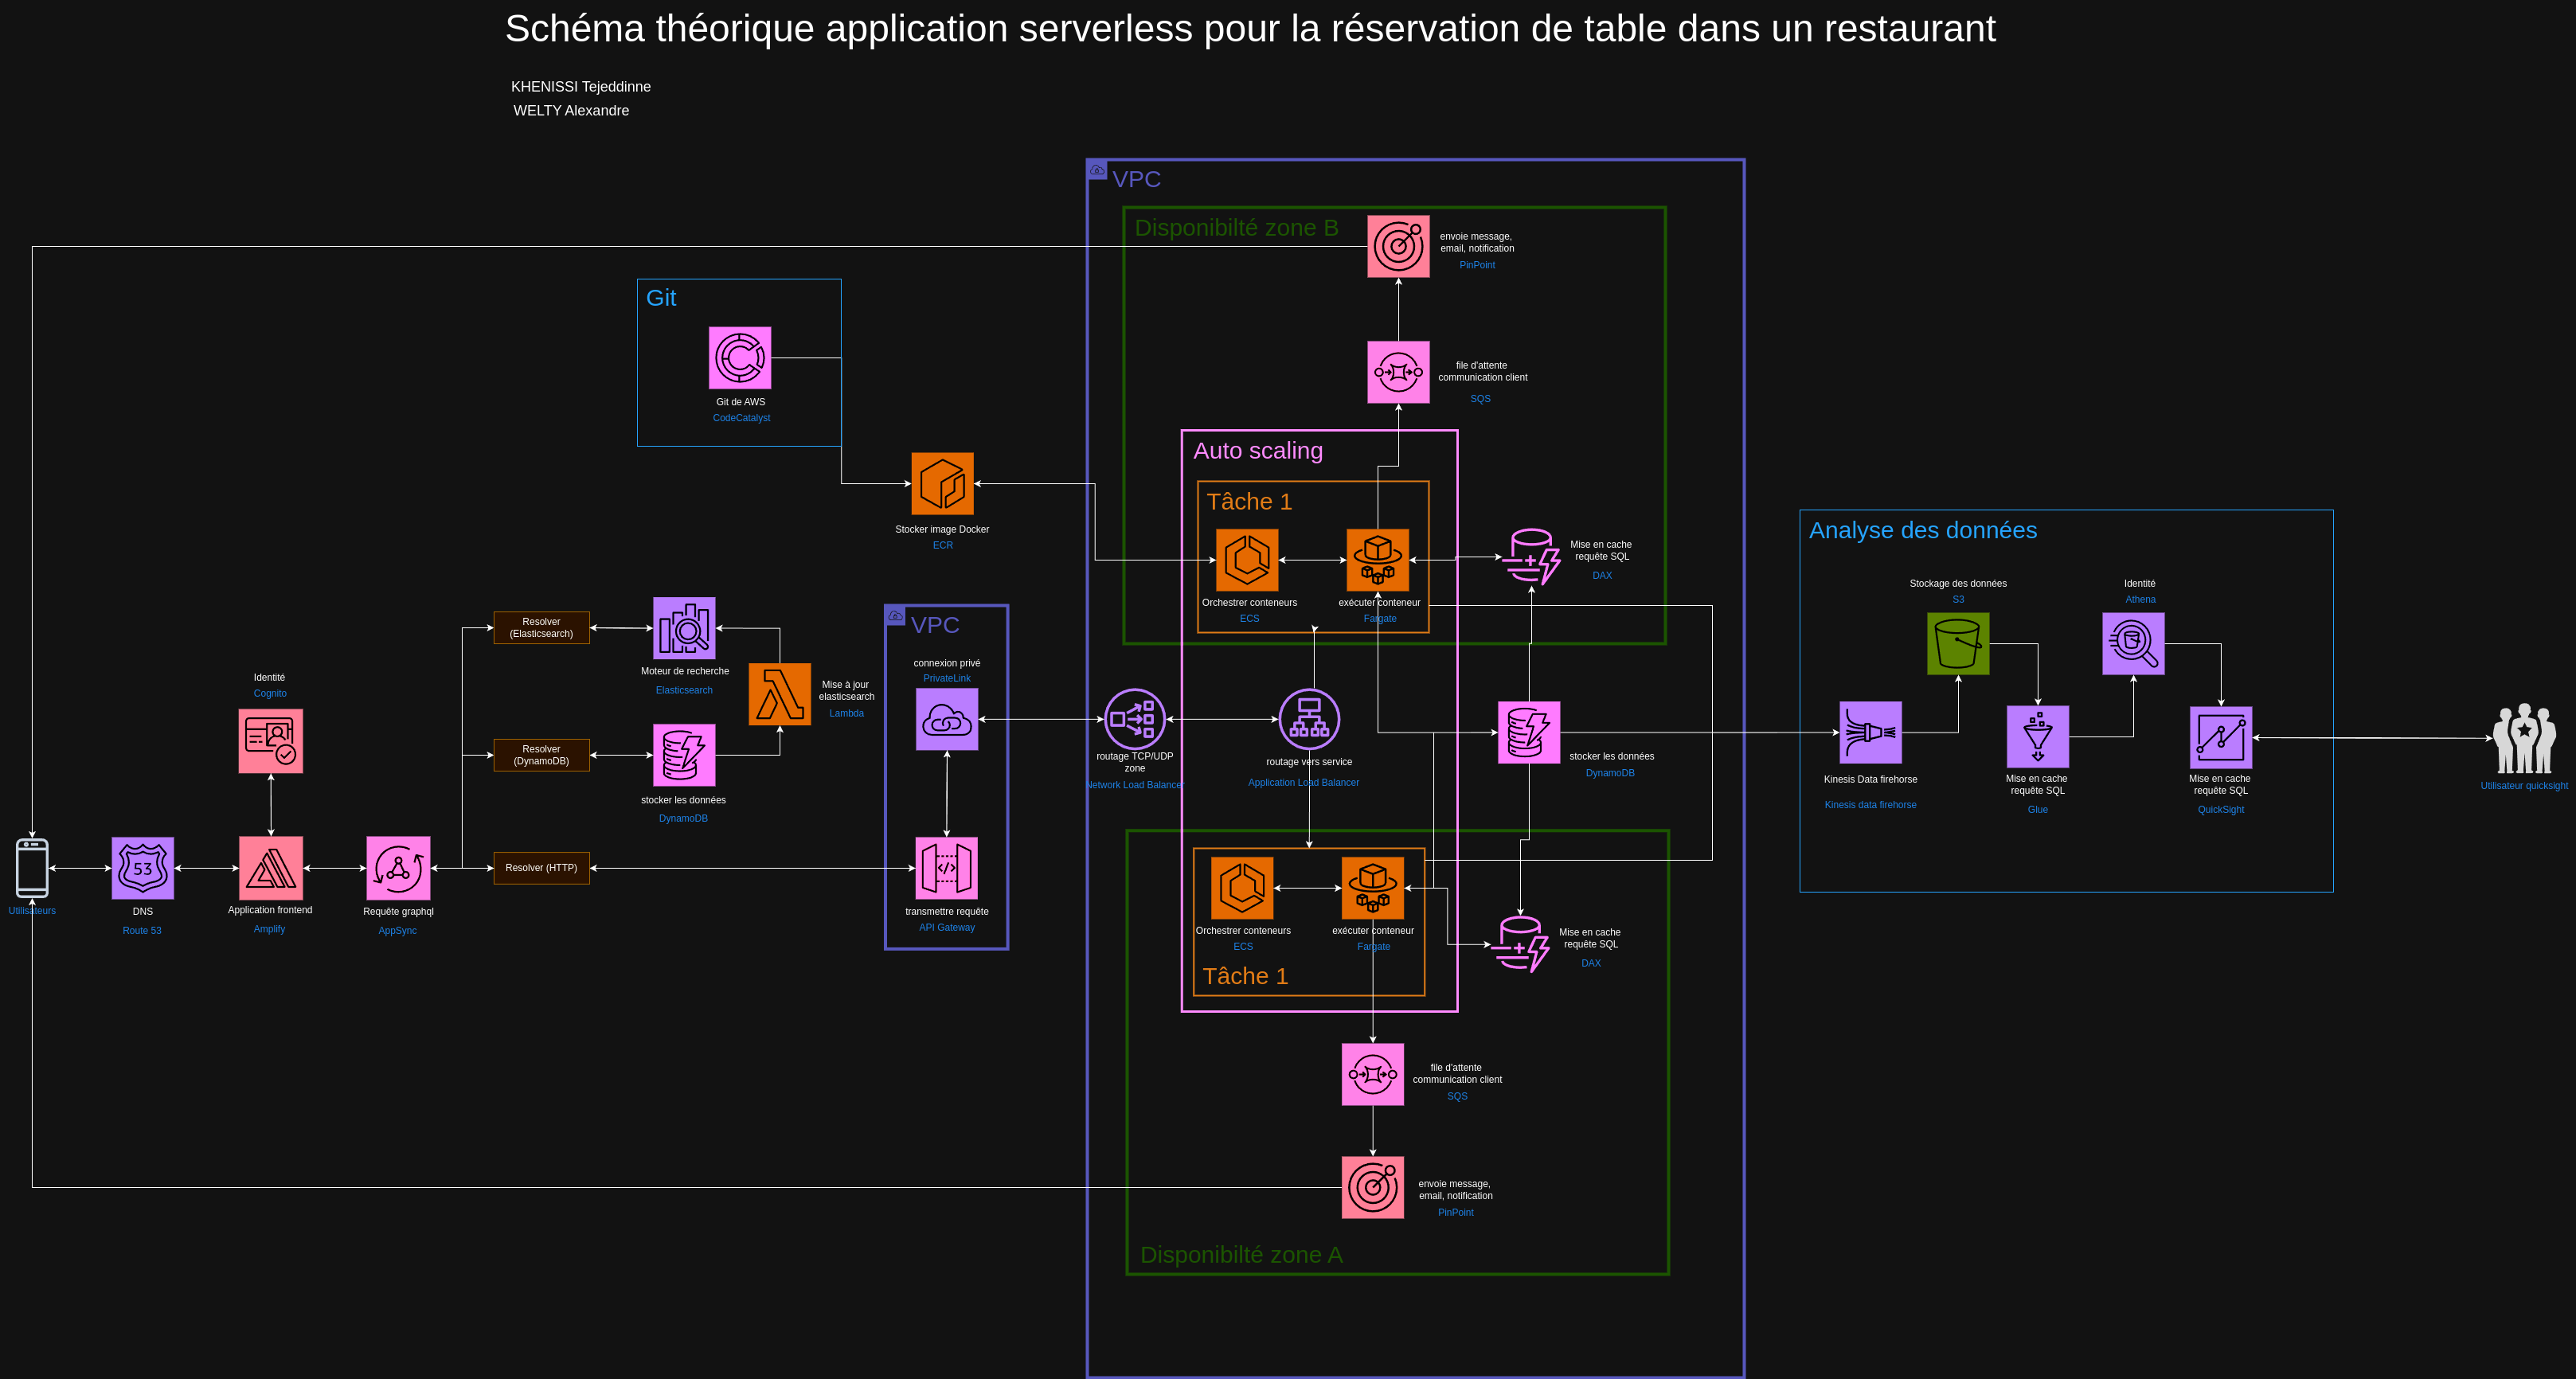 Schéma théorique application serverless pour la réservation de table dans un restaurant
KHENISSI Tejeddinne
WELTY Alexandre
VPC
Disponibilté zone B
envoie message,
email, notification
PinPoint
Git
Git de AWS
CodeCatalyst
file d'attente
communication client
SQS
Auto scaling
Stocker image Docker
ECR
Tâche 1
Orchestrer conteneurs
ECS
exécuter conteneur
Fargate
Mise en cache
requête SQL
DAX
Analyse des données
Stockage des données
S3
Identité
Athena
Resolver
(Elasticsearch)
Moteur de recherche
Elasticsearch
Mise à jour
elasticsearch
Lambda
VPC
connexion privé
PrivateLink
Identité
Cognito
Resolver
(DynamoDB)
stocker les données
DynamoDB
routage TCP/UDP
zone
Network Load Balancer
routage vers service
Application Load Balancer
stocker les données
DynamoDB
Kinesis Data firehorse
Kinesis data firehorse
Mise en cache
requête SQL
Glue
Mise en cache
requête SQL
QuickSight
Utilisateur quicksight
Utilisateurs
53
DNS
Route 53
Application frontend
Amplify
Requête graphql
AppSync
Resolver (HTTP)
transmettre requête
API Gateway
Orchestrer conteneurs
ECS
exécuter conteneur
Fargate
Tâche 1
Mise en cache
requête SQL
DAX
file d'attente
communication client
SQS
envoie message,
email, notification
PinPoint
Disponibilté zone A